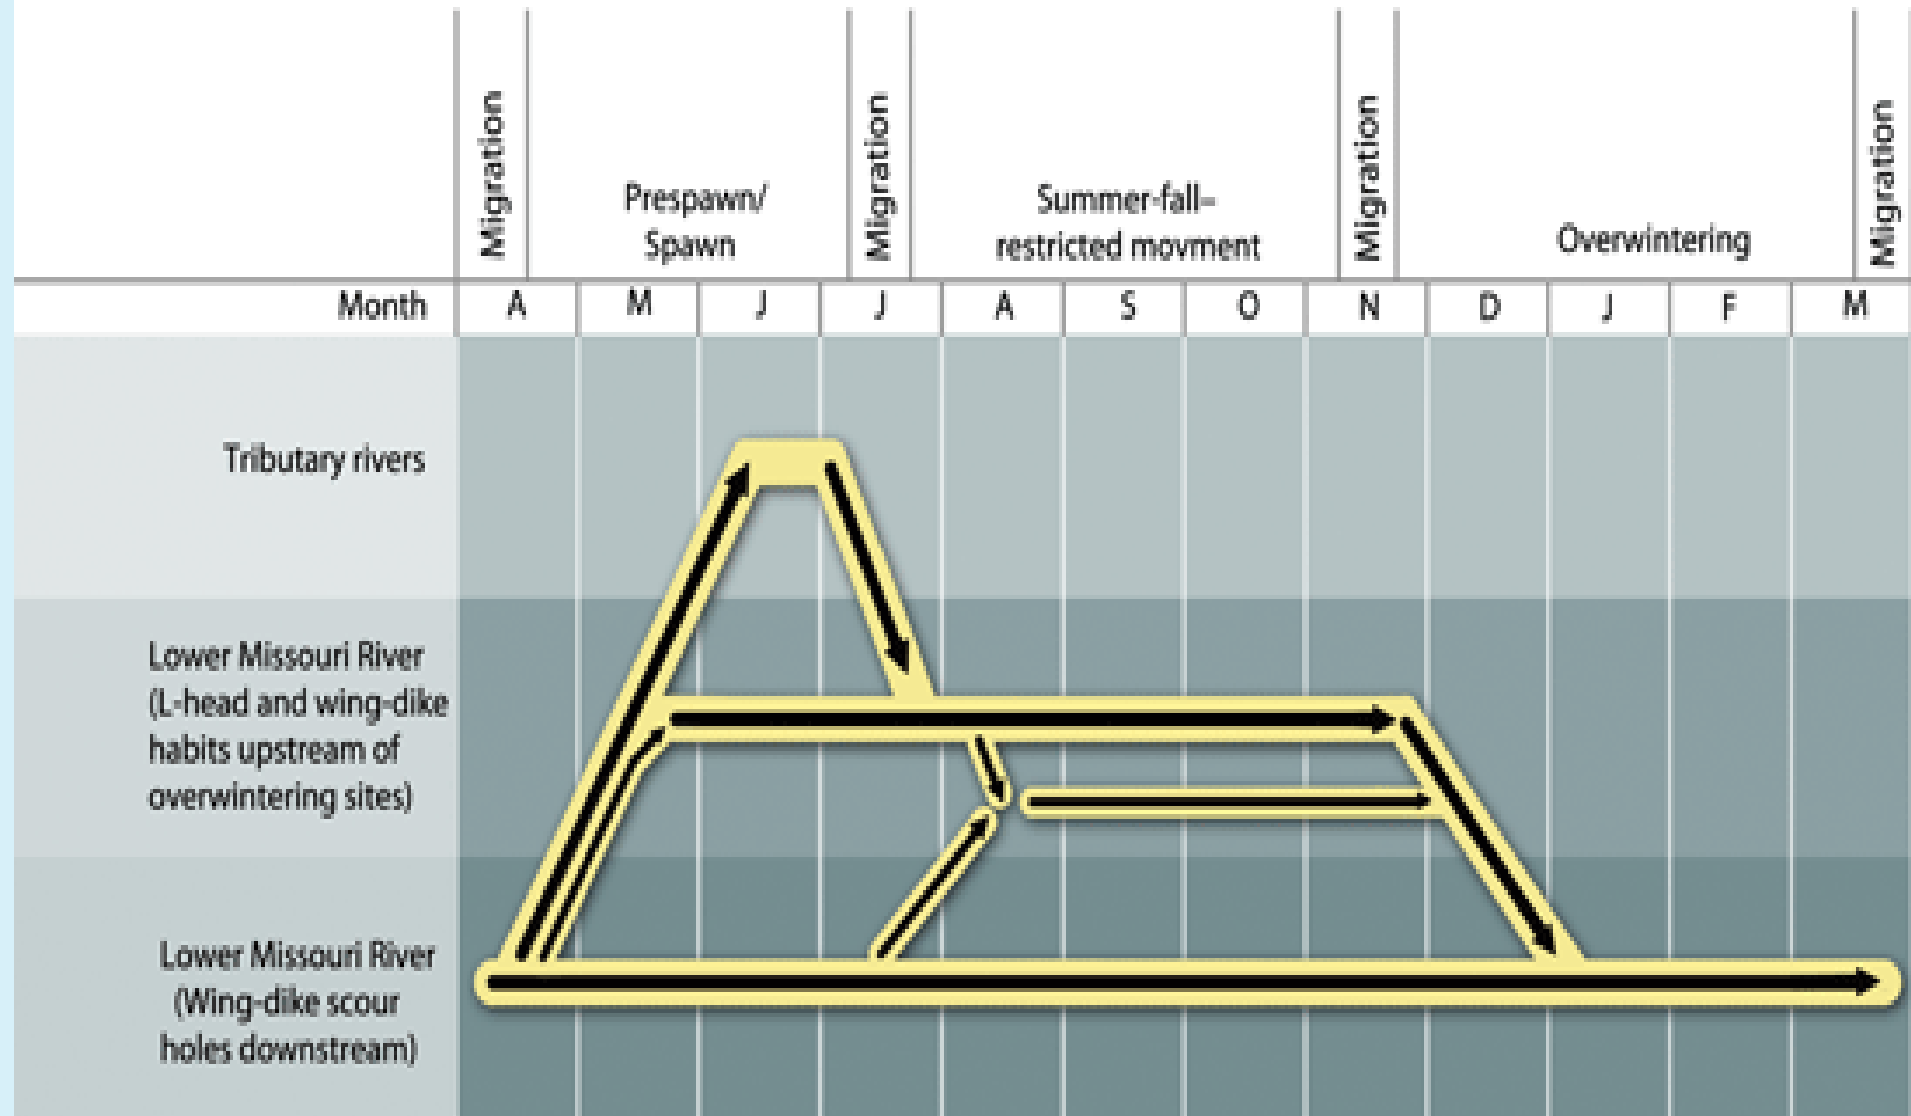 Migration
Prespawn/
Spawn
Migration
Summer-fall–
restricted movment
Migration
Overwintering
Migration
Month A M J J A S O N D J F M
Tributary rivers
Lower Missouri River
(L-head and wing-dike
habits upstream of
overwintering sites)
Lower Missouri River
(Wing-dike scour
holes downstream)